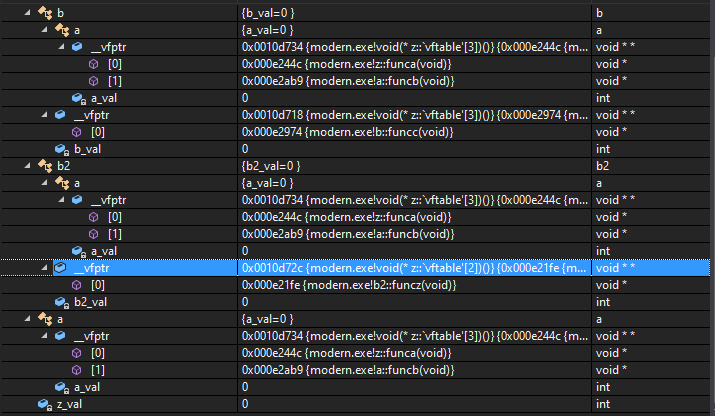 b {b_val=0 } b
a {a_val=0 } a
__vfptr 0x0010d734 {modern.exe!void(* z::`vftable'[3])()} {0x000e244c {m... void * *
[0] 0x000e244c {modern.exe!z::funca(void)} void *
[1] 0x000e2ab9 {modern.exe!a::funcb(void)} void *
a_val 0 int
__vfptr 0x0010d718 {modern.exe!void(* z::`vftable'[3])()} {0x000e2974 {m... void * *
[0] 0x000e2974 {modern.exe!b::funcc(void)} void *
b_val 0 int
b2 {b2_val=0 } b2
a {a_val=0 } a
__vfptr 0x0010d734 {modern.exe!void(* z::`vftable'[3])()} {0x000e244c {m... void * *
[0] 0x000e244c {modern.exe!z::funca(void)} void *
[1] 0x000e2ab9 {modern.exe!a::funcb(void)} void *
a_val 0 int
__vfptr 0x0010d72c {modern.exe!void(* z::`vftable'[2])()} {0x000e21fe {m... void * *
[0] 0x000e21fe {modern.exe!b2::funcz(void)} void *
b2_val 0 int
a {a_val=0 } a
__vfptr 0x0010d734 {modern.exe!void(* z::`vftable'[3])()} {0x000e244c {m... void * *
[0] 0x000e244c {modern.exe!z::funca(void)} void *
[1] 0x000e2ab9 {modern.exe!a::funcb(void)} void *
a_val 0 int
z_val 0 int